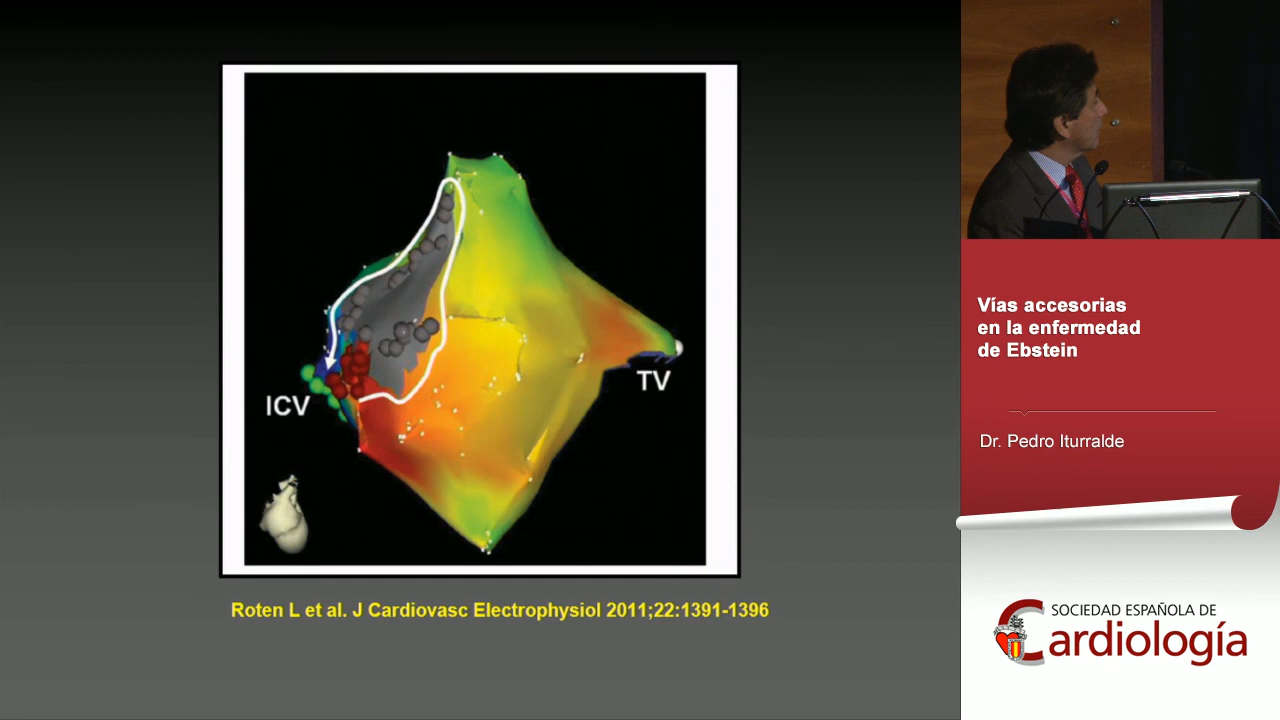 ICV
TV
Roten L et al. J Cardiovasc Electrophysiol 2011;22:1391-1396
Vías accesorias
en la enfermedad
de Ebstein
Dr. Pedro Iturralde
SOCIEDAD ESPAÑOLA DE
Cardiología